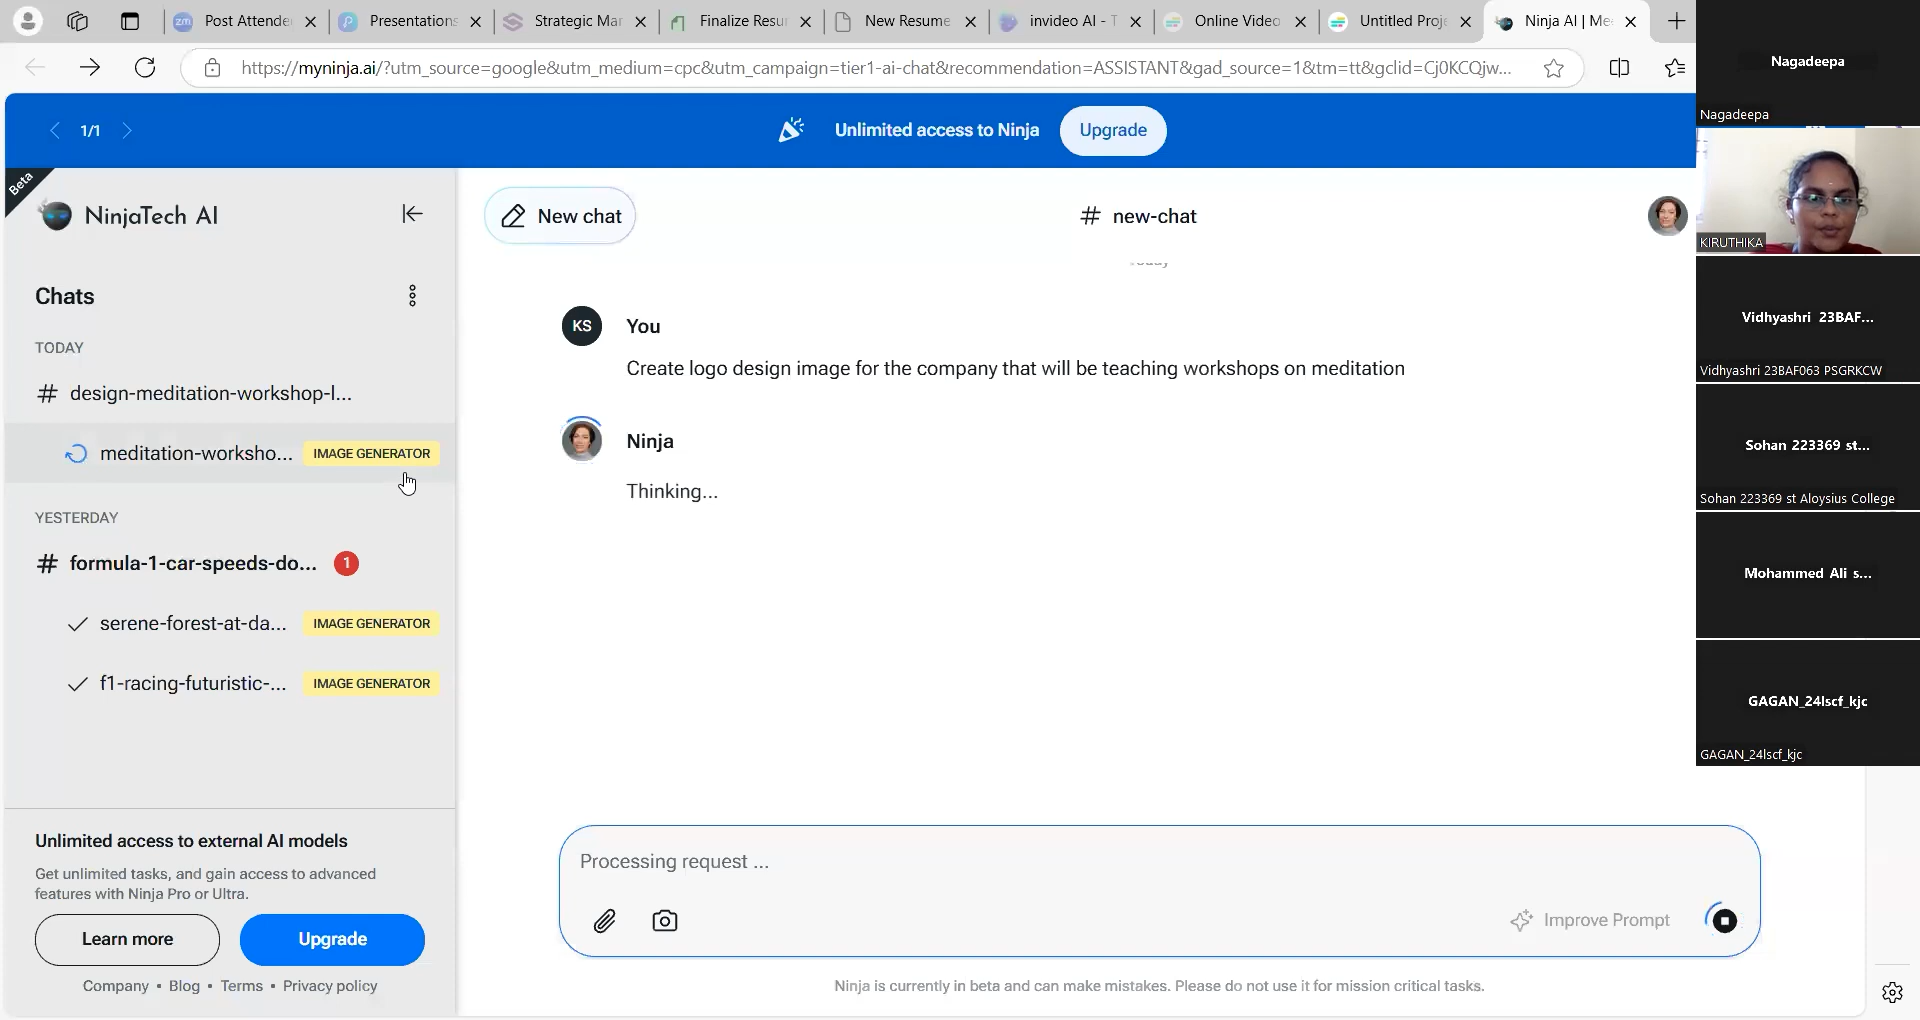 Post Attende
Presentations
Strategic Mar
Finalize Resu
New Resume
invideo AI - T
Online Video
Untitled Proje
Ninja AI | Me
https://myninja.ai/?utm_source=google&utm_medium=cpc&utm_campaign=tier1-ai-chat&recommendation=ASSISTANT&gad_source=1&tm=tt&gclid=Cj0KCQjw...
1/1
Unlimited access to Ninja
Upgrade
Beta
NinjaTech AI
New chat
# new-chat
Chats
TODAY
# design-meditation-workshop-l...
meditation-worksho...
IMAGE GENERATOR
YESTERDAY
# formula-1-car-speeds-do...
1
serene-forest-at-da...
IMAGE GENERATOR
f1-racing-futuristic-...
IMAGE GENERATOR
Unlimited access to external AI models
Get unlimited tasks, and gain access to advanced
features with Ninja Pro or Ultra.
Learn more
Upgrade
Company • Blog • Terms • Privacy policy
KS
You
Create logo design image for the company that will be teaching workshops on meditation
Ninja
Thinking...
Processing request ...
Improve Prompt
Ninja is currently in beta and can make mistakes. Please do not use it for mission critical tasks.
Nagadeepa
Nagadeepa
KIRUTHIKA
Vidhyashri 23BAF...
Vidhyashri 23BAF063 PSGRKCW
Sohan 223369 st...
Sohan 223369 st Aloysius College
Mohammed Ali s...
GAGAN_24lscf_kjc
GAGAN_24lscf_kjc